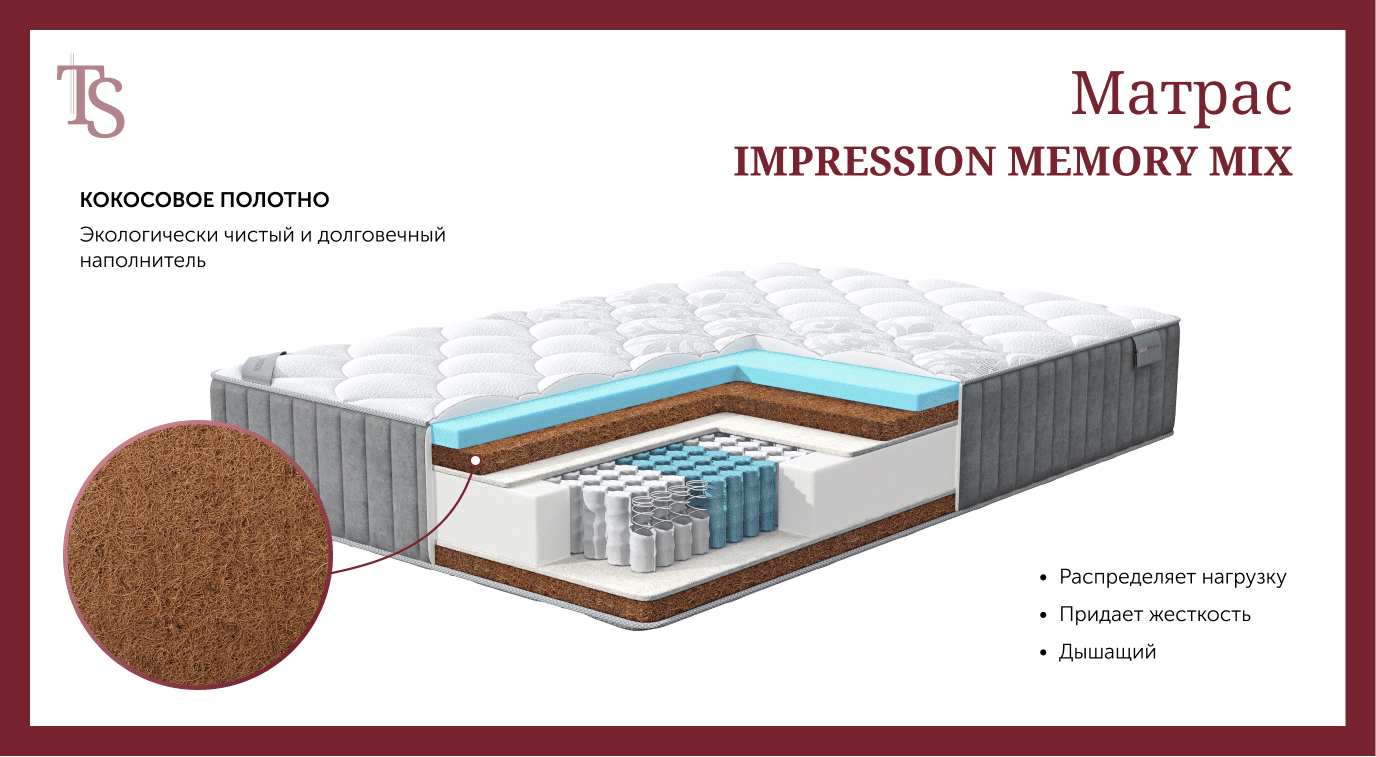 TS
Матрас
IMPRESSION MEMORY MIX
КОКОСОВОЕ ПОЛОТНО
Экологически чистый и долговечный
наполнитель
• Распределяет нагрузку
• Придает жесткость
• Дышащий